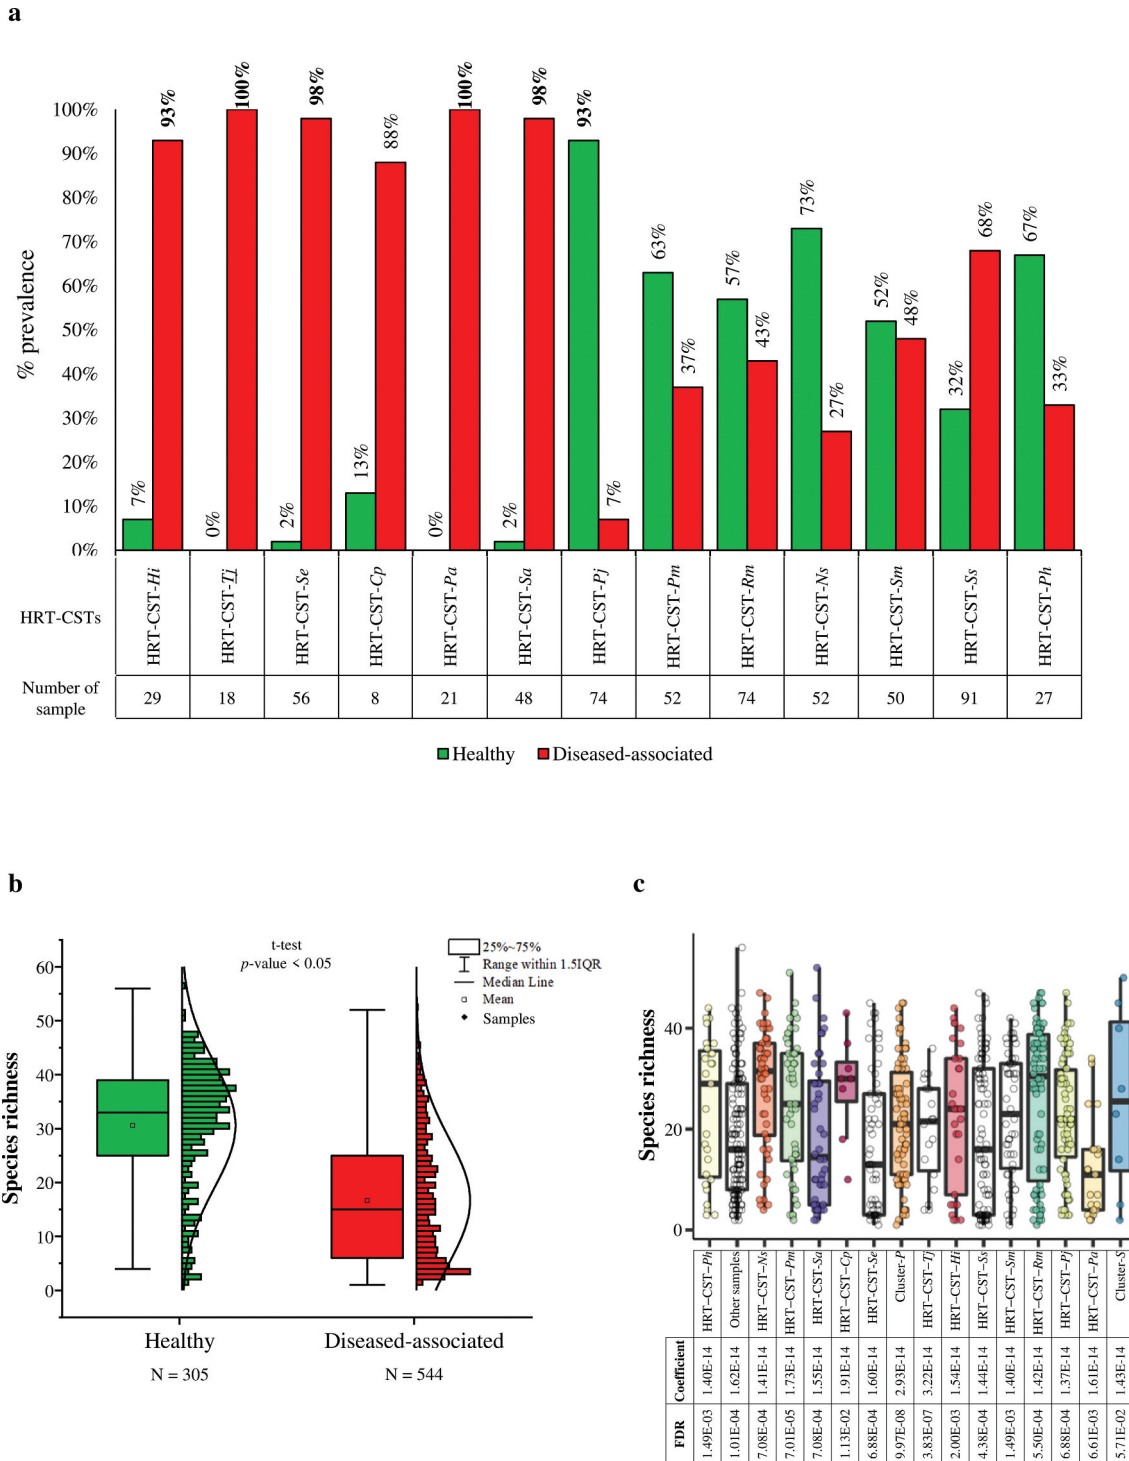 a
93%
100%
98%
88%
100%
98%
93%
63%
57%
73%
52%
48%
68%
67%
7%
0%
2%
13%
0%
2%
7%
37%
43%
27%
32%
33%
% prevalence
100%
90%
80%
70%
60%
50%
40%
30%
20%
10%
0%
HRT-CSTs
HRT-CST-Hi
HRT-CST-Tj
HRT-CST-Se
HRT-CST-Cp
HRT-CST-Pa
HRT-CST-Sa
HRT-CST-Pj
HRT-CST-Pm
HRT-CST-Rm
HRT-CST-Ns
HRT-CST-Sm
HRT-CST-Ss
HRT-CST-Ph
Number of
sample
29 18 56 8 21 48 74 52 74 52 50 91 27
Healthy Diseased-associated
b
Species richness
60
50
40
30
20
10
0
t-test
p-value < 0.05
25%~75%
Range within 1.5IQR
Median Line
Mean
Samples
Healthy Diseased-associated
N = 305 N = 544
c
Species richness
40
20
0
HRT-CST-Ph
Other samples
HRT-CST-Ns
HRT-CST-Pm
HRT-CST-Sa
HRT-CST-Cp
HRT-CST-Se
Cluster-P
HRT-CST-Tj
HRT-CST-Hi
HRT-CST-Ss
HRT-CST-Sm
HRT-CST-Rm
HRT-CST-Pj
HRT-CST-Pa
Cluster-S
Coefficient
1.40E-14
1.62E-14
1.41E-14
1.73E-14
1.55E-14
1.91E-14
1.60E-14
2.93E-14
3.22E-14
1.54E-14
1.44E-14
1.40E-14
1.42E-14
1.37E-14
1.61E-14
1.43E-14
FDR
1.49E-03
1.01E-04
7.08E-04
7.01E-05
7.08E-04
1.13E-02
6.88E-04
9.97E-08
3.83E-07
2.00E-03
4.38E-04
1.49E-03
5.50E-04
6.88E-04
6.61E-03
5.71E-02